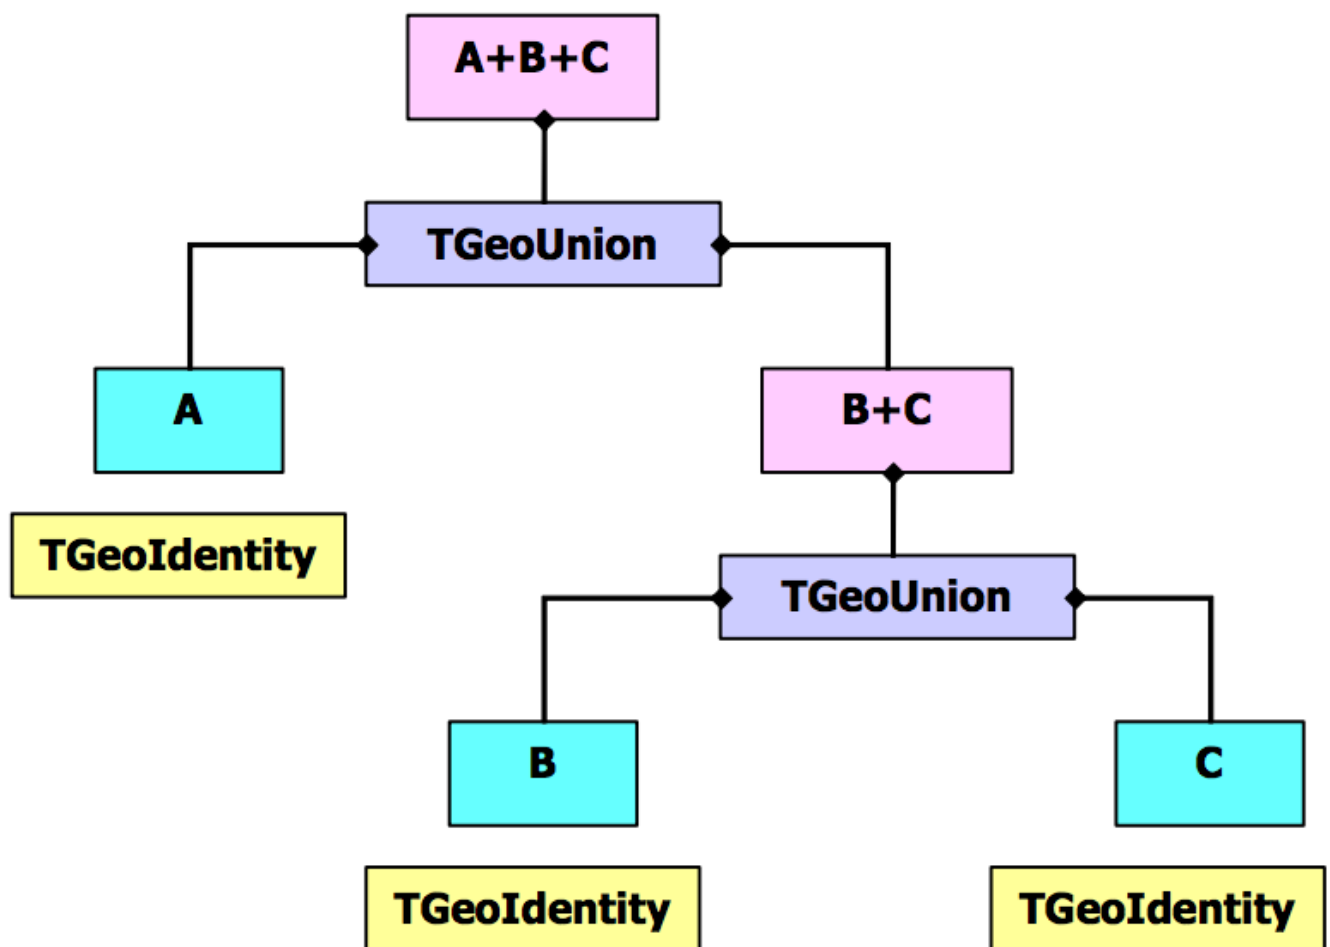 A+B+C
TGeoUnion
A
B+C
TGeoIdentity
TGeoUnion
B
C
TGeoIdentity
TGeoIdentity